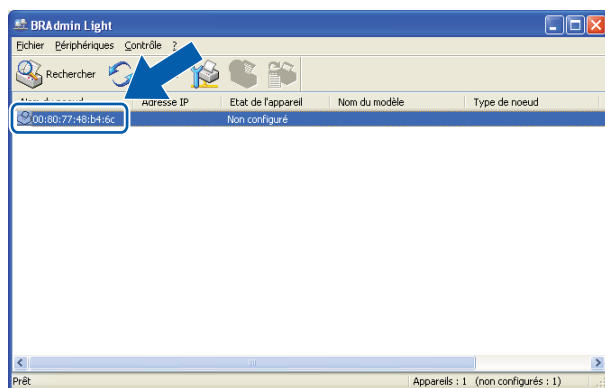 BRAdmin Light
Fichier Périphériques Contrôle ?
Rechercher
Adresse IP Etat de l'appareil Nom du modèle Type de noeud
00:80:77:48:b4:6c Non configuré
Prêt Appareils : 1 (non configurés : 1)